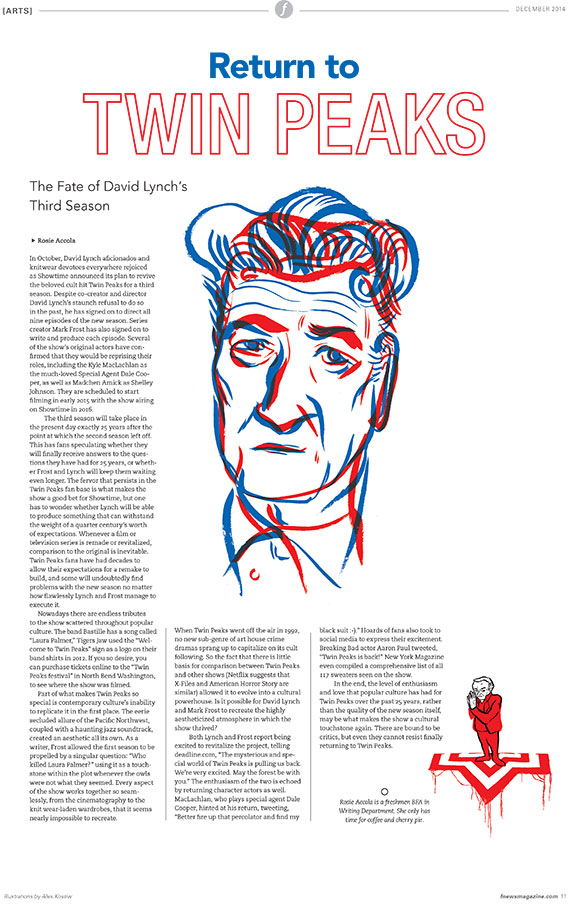 [ARTS]
f
DECEMBER 2014
Return to
TWIN PEAKS
The Fate of David Lynch's
Third Season
▸ Rosie Accola
In October, David Lynch aficionados and
knitwear devotees everywhere rejoiced
as Showtime announced its plan to revive
the beloved cult hit Twin Peaks for a third
season. Despite co-creator and director
David Lynch's staunch refusal to do so
in the past, he has signed on to direct all
nine episodes of the new season. Series
creator Mark Frost has also signed on to
write and produce each episode. Several
of the show's original actors have con-
firmed that they would be reprising their
roles, including the Kyle MacLachlan as
the much-loved Special Agent Dale Coo-
per, as well as Madchen Amick as Shelley
Johnson. They are scheduled to start
filming in early 2015 with the show airing
on Showtime in 2016.
The third season will take place in
the present day exactly 25 years after the
point at which the second season left off.
This has fans speculating whether they
will finally receive answers to the ques-
tions they have had for 25 years, or wheth-
er Frost and Lynch will keep them waiting
even longer. The fervor that persists in the
Twin Peaks fan base is what makes the
show a good bet for Showtime, but one
has to wonder whether Lynch will be able
to produce something that can withstand
the weight of a quarter century's worth
of expectations. Whenever a film or
television series is remade or revitalized,
comparison to the original is inevitable.
Twin Peaks fans have had decades to
allow their expectations for a remake to
build, and some will undoubtedly find
problems with the new season no matter
how flawlessly Lynch and Frost manage to
execute it.
Nowadays there are endless tributes
to the show scattered throughout popular
culture. The band Bastille has a song called
"Laura Palmer," Tigers Jaw used the "Wel-
come to Twin Peaks" sign as a logo on their
band shirts in 2012. If you so desire, you
can purchase tickets online to the "Twin
Peaks festival" in North Bend Washington,
to see where the show was filmed.
Part of what makes Twin Peaks so
special is contemporary culture's inability
to replicate it in the first place. The eerie
secluded allure of the Pacific Northwest,
coupled with a haunting jazz soundtrack,
created an aesthetic all its own. As a
writer, Frost allowed the first season to be
propelled by a singular question: "Who
killed Laura Palmer?" using it as a touch-
stone within the plot whenever the owls
were not what they seemed. Every aspect
of the show works together so seam-
lessly, from the cinematography to the
knit wear-laden wardrobes, that it seems
nearly impossible to recreate.
When Twin Peaks went off the air in 1992,
no new sub-genre of art house crime
dramas sprang up to capitalize on its cult
following. So the fact that there is little
basis for comparison between Twin Peaks
and other shows (Netflix suggests that
X-Files and American Horror Story are
similar) allowed it to evolve into a cultural
powerhouse. Is it possible for David Lynch
and Mark Frost to recreate the highly
aestheticized atmosphere in which the
show thrived?
Both Lynch and Frost report being
excited to revitalize the project, telling
deadline.com, "The mysterious and spe-
cial world of Twin Peaks is pulling us back.
We're very excited. May the forest be with
you." The enthusiasm of the two is echoed
by returning character actors as well.
MacLachlan, who plays special agent Dale
Cooper, hinted at his return, tweeting,
"Better fire up that percolator and find my
black suit :-)." Hoards of fans also took to
social media to express their excitement.
Breaking Bad actor Aaron Paul tweeted,
"Twin Peaks is back!" New York Magazine
even compiled a comprehensive list of all
117 sweaters seen on the show.
In the end, the level of enthusiasm
and love that popular culture has had for
Twin Peaks over the past 25 years, rather
than the quality of the new season itself,
may be what makes the show a cultural
touchstone again. There are bound to be
critics, but even they cannot resist finally
returning to Twin Peaks.
Rosie Accola is a freshmen BFA in
Writing Department. She only has
time for coffee and cherry pie.
Illustrations by Alex Kostiw
fnewsmagazine.com 11